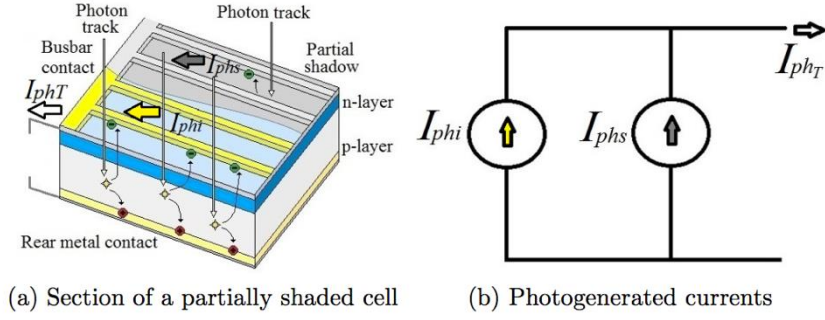 Photon
track
Photon track
Busbar
contact
I_phs
Partial
shadow
I_phT
I_phi
n-layer
p-layer
Rear metal contact
(a) Section of a partially shaded cell
I_phT
I_phi
I_phs
(b) Photogenerated currents